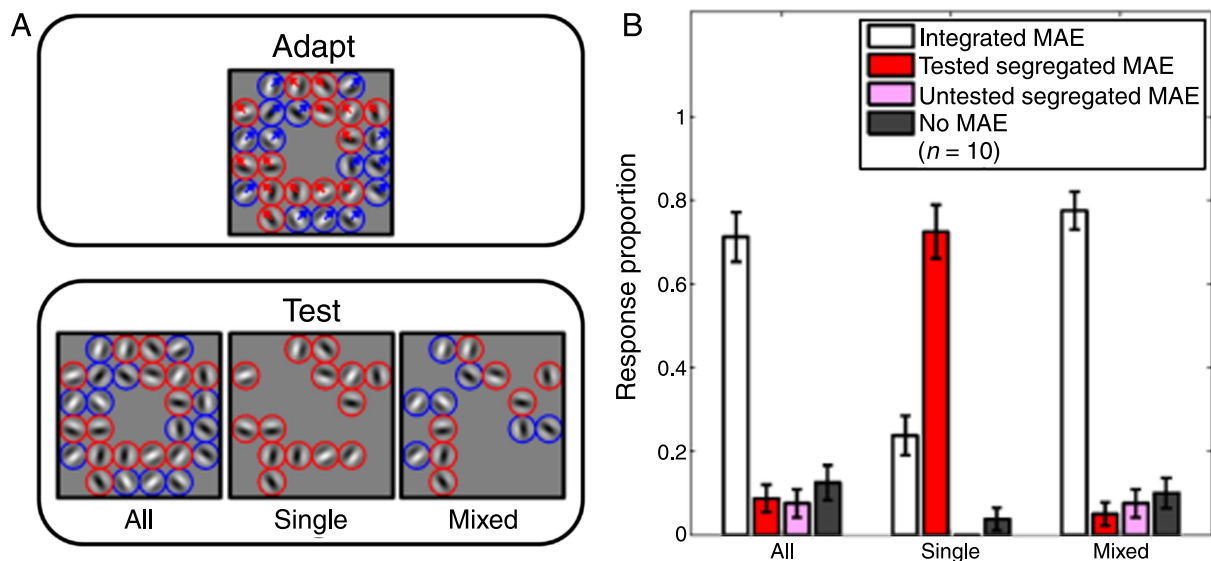 A
Adapt
Test
All Single Mixed
B
Integrated MAE
Tested segregated MAE
Untested segregated MAE
No MAE
(n = 10)
Response proportion
1
0.8
0.6
0.4
0.2
0
All Single Mixed